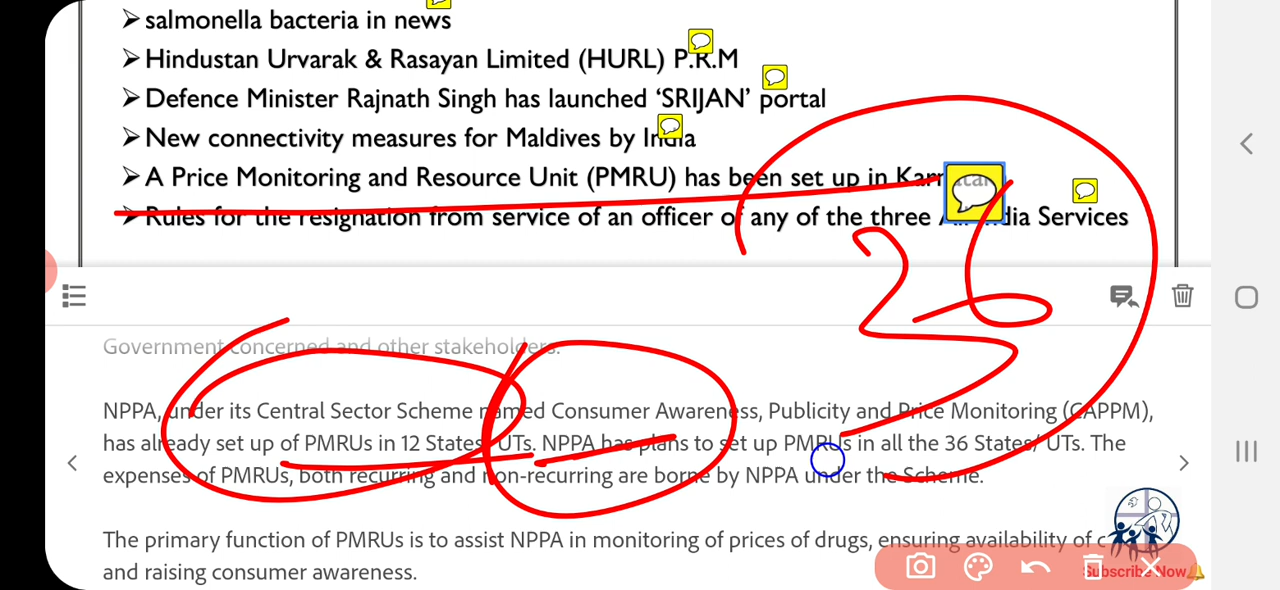 ➢ salmonella bacteria in news
➢ Hindustan Urvarak & Rasayan Limited (HURL) P.R.M
➢ Defence Minister Rajnath Singh has launched ‘SRIJAN’ portal
➢ New connectivity measures for Maldives by India
➢ A Price Monitoring and Resource Unit (PMRU) has been set up in Karnataka
➢ Rules for the resignation from service of an officer of any of the three All India Services
26
Government concerned and other stakeholders.
NPPA, under its Central Sector Scheme named Consumer Awareness, Publicity and Price Monitoring (CAPPM),
has already set up of PMRUs in 12 States/ UTs. NPPA has plans to set up PMRUs in all the 36 States/ UTs. The
expenses of PMRUs, both recurring and non-recurring are borne by NPPA under the Scheme.
The primary function of PMRUs is to assist NPPA in monitoring of prices of drugs, ensuring availability of
and raising consumer awareness.
Subscribe Now